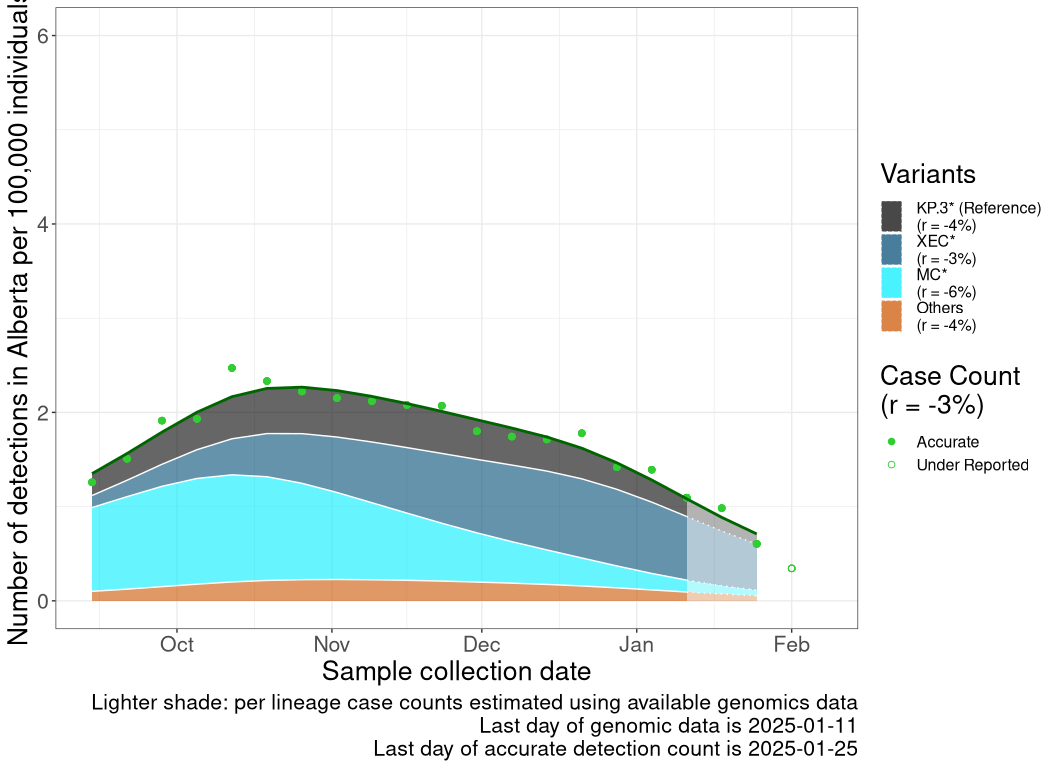 Number of detections in Alberta per 100,000 individuals
6
4
2
0
Oct
Nov
Dec
Jan
Feb
Sample collection date
Lighter shade: per lineage case counts estimated using available genomics data
Last day of genomic data is 2025-01-11
Last day of accurate detection count is 2025-01-25
Variants
KP.3* (Reference)
(r = -4%)
XEC*
(r = -3%)
MC*
(r = -6%)
Others
(r = -4%)
Case Count
(r = -3%)
Accurate
Under Reported